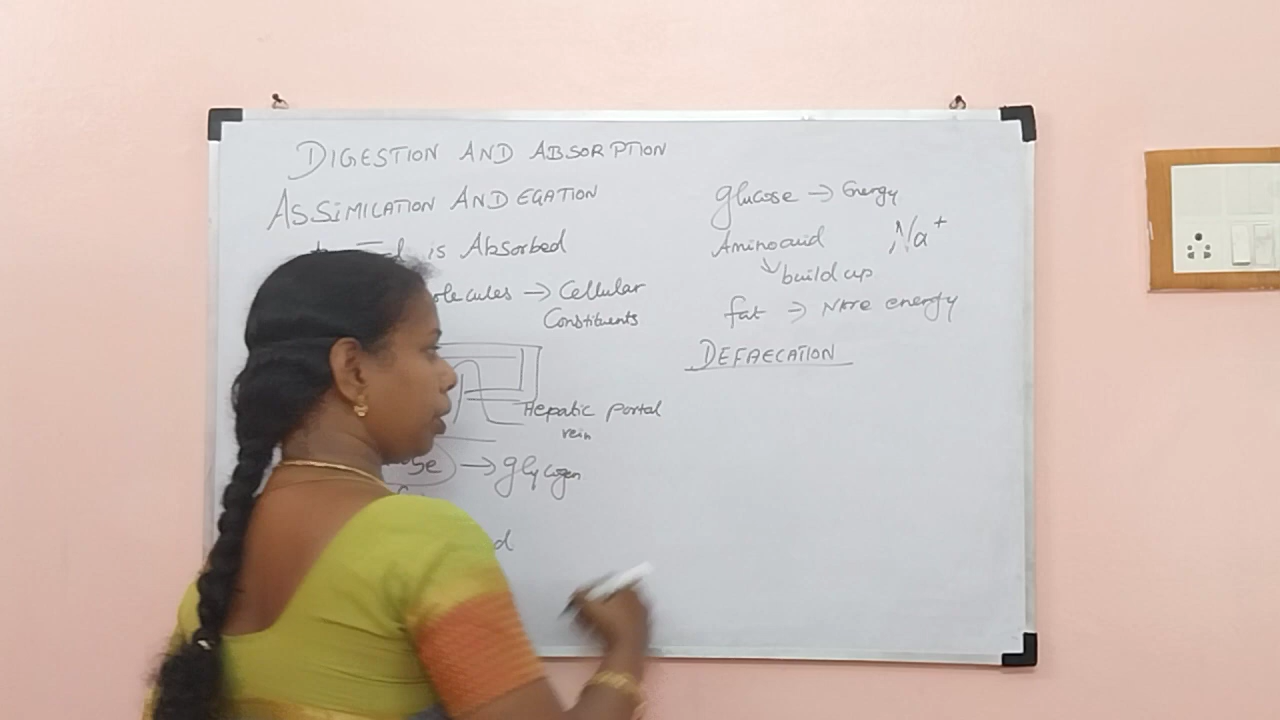 DIGESTION AND ABSORPTION
ASSIMILATION AND EGATION
is Absorbed
olecules → Cellular
Constituents
Hepatic portal
vein
ose → glycogen
d
glucose → Energy
Aminoacid Na+
↘ build up
fat → more energy
DEFAECATION